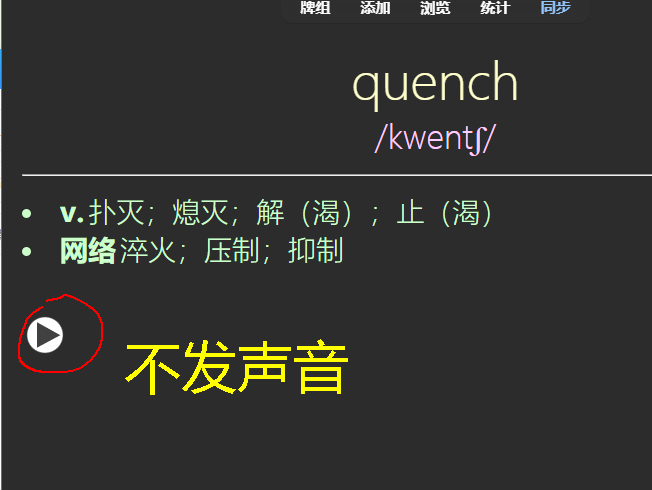 牌组 添加 浏览 统计 同步
quench
/kwentʃ/
v.扑灭；熄灭；解（渴）；止（渴）
网络淬火；压制；抑制
不发声音